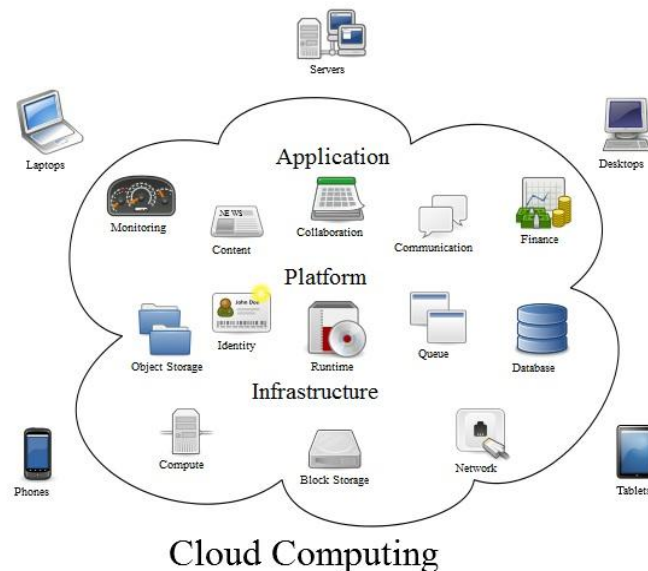 Servers
Laptops
Desktops
Application
Monitoring
NEWS
Content
Collaboration
Communication
Finance
Platform
John Doe
Object Storage
Identity
Runtime
Queue
Database
Infrastructure
Compute
Block Storage
Network
Phones
Tablets
Cloud Computing